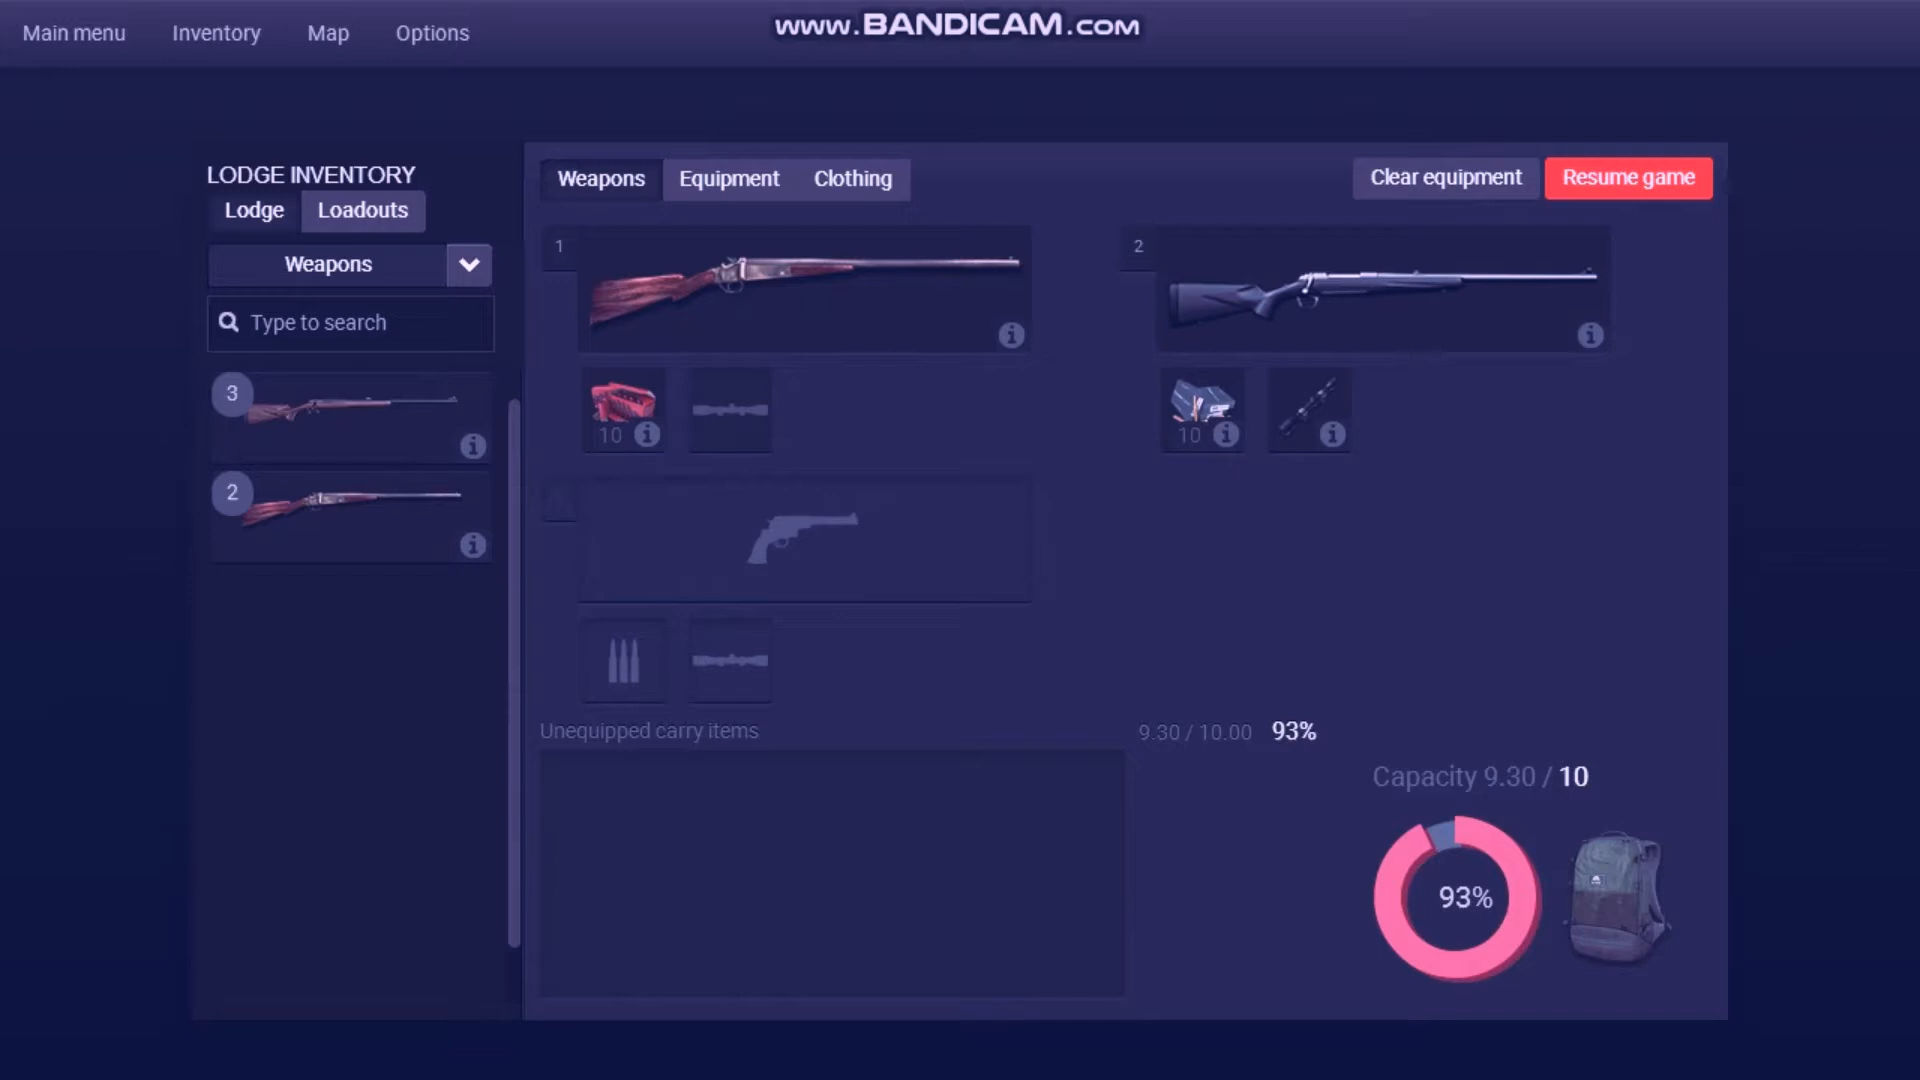 Main menu Inventory Map Options
www.BANDICAM.com
LODGE INVENTORY
Lodge Loadouts
Weapons
Type to search
3
2
Weapons Equipment Clothing
Clear equipment Resume game
1
2
10
10
Unequipped carry items
9.30 / 10.00 93%
Capacity 9.30 / 10
93%